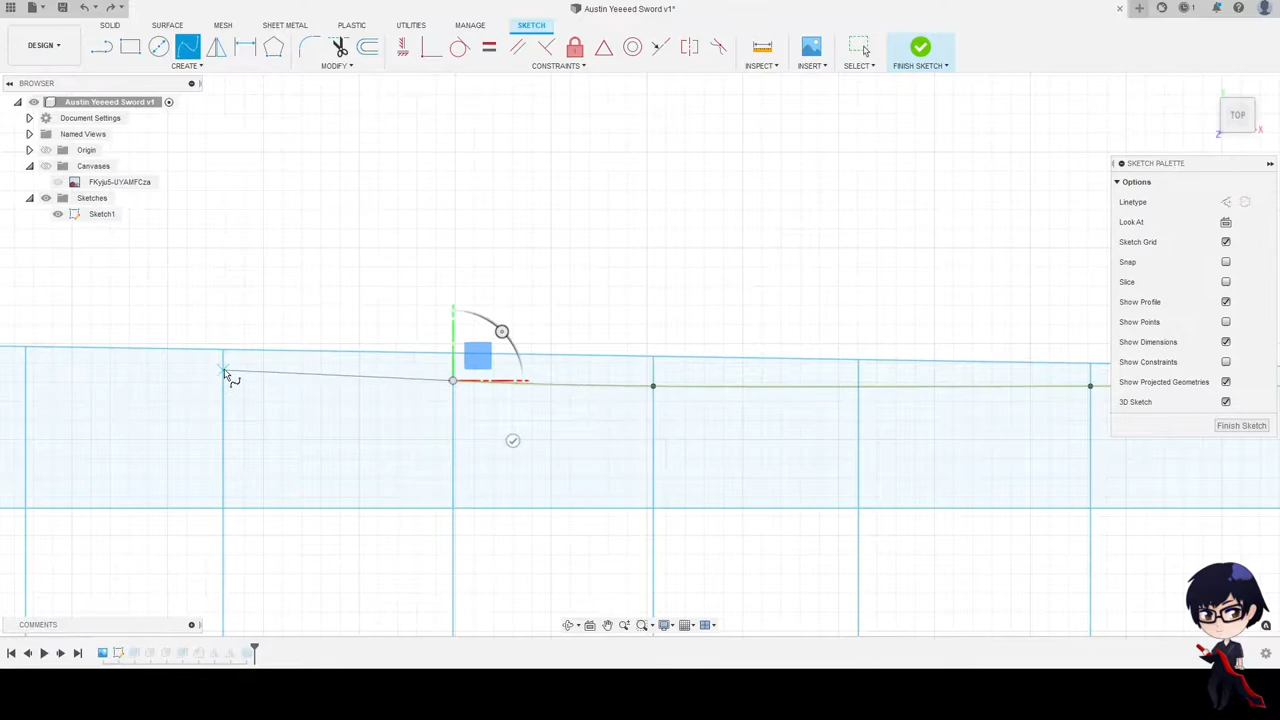 Austin Yeeeed Sword v1*
1
DESIGN
SOLID
SURFACE
MESH
SHEET METAL
PLASTIC
UTILITIES
MANAGE
SKETCH
CREATE
MODIFY
CONSTRAINTS
INSPECT
INSERT
SELECT
FINISH SKETCH
BROWSER
Austin Yeeeed Sword v1
Document Settings
Named Views
Origin
Canvases
FKyju5-UYAMFCza
Sketches
Sketch1
TOP
X
Z
SKETCH PALETTE
Options
Linetype
Look At
Sketch Grid
Snap
Slice
Show Profile
Show Points
Show Dimensions
Show Constraints
Show Projected Geometries
3D Sketch
Finish Sketch
COMMENTS